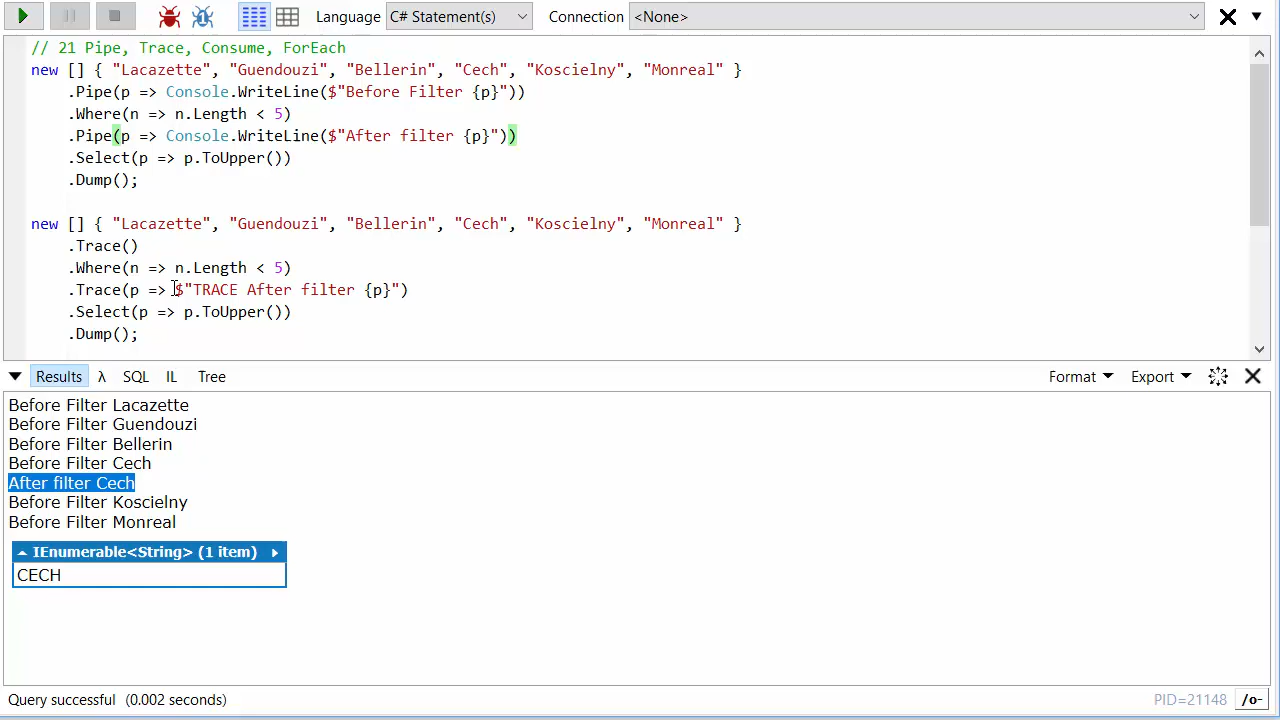 Language C# Statement(s) Connection <None>
// 21 Pipe, Trace, Consume, ForEach
new [] { "Lacazette", "Guendouzi", "Bellerin", "Cech", "Koscielny", "Monreal" }
.Pipe(p => Console.WriteLine($"Before Filter {p}"))
.Where(n => n.Length < 5)
.Pipe(p => Console.WriteLine($"After filter {p}"))
.Select(p => p.ToUpper())
.Dump();
new [] { "Lacazette", "Guendouzi", "Bellerin", "Cech", "Koscielny", "Monreal" }
.Trace()
.Where(n => n.Length < 5)
.Trace(p => $"TRACE After filter {p}")
.Select(p => p.ToUpper())
.Dump();
Results λ SQL IL Tree Format Export
Before Filter Lacazette
Before Filter Guendouzi
Before Filter Bellerin
Before Filter Cech
After filter Cech
Before Filter Koscielny
Before Filter Monreal
IEnumerable<String> (1 item)
CECH
Query successful (0.002 seconds) PID=21148 /o-